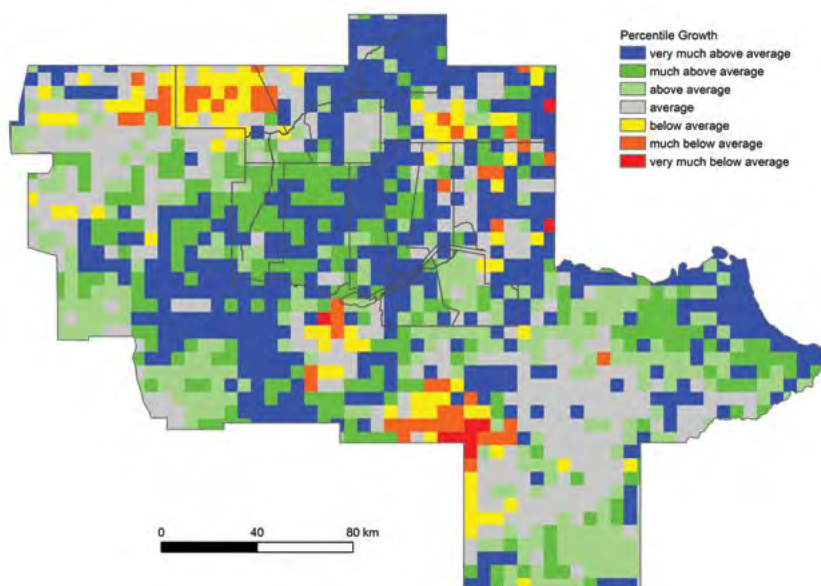 Percentile Growth
very much above average
much above average
above average
average
below average
much below average
very much below average
0 40 80 km